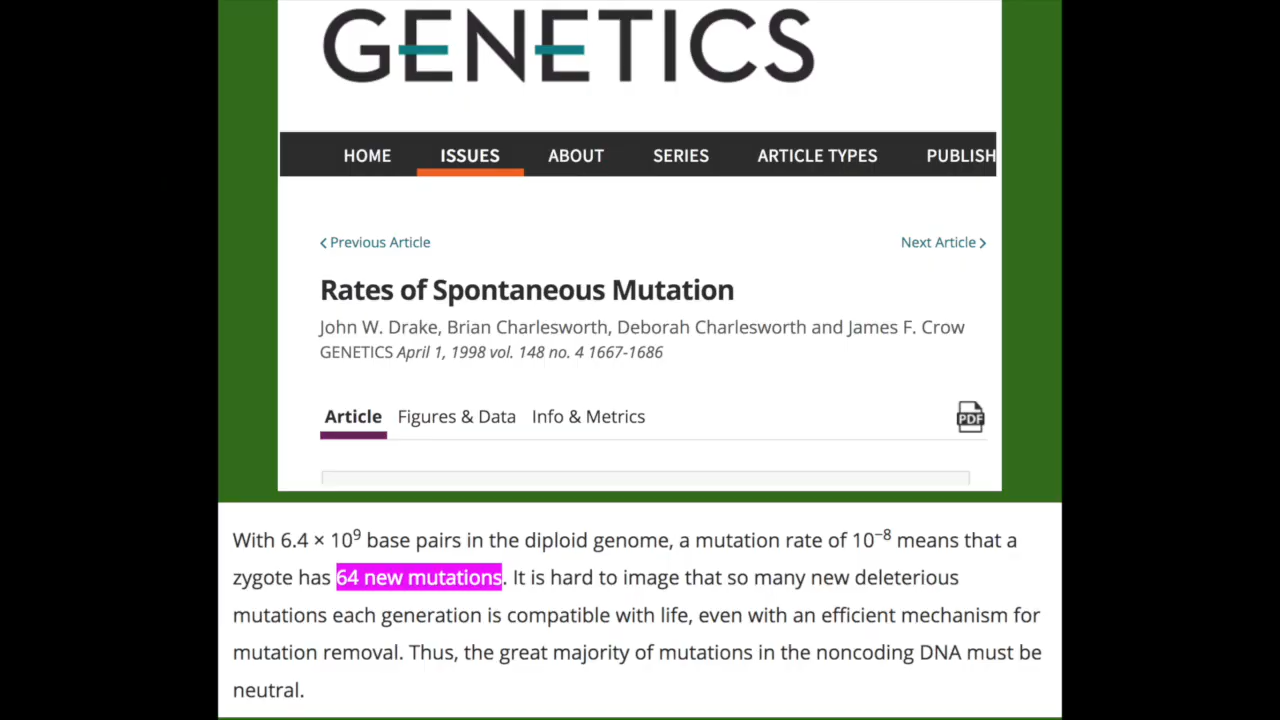 GENETICS
HOME ISSUES ABOUT SERIES ARTICLE TYPES PUBLISH
Previous Article Next Article
Rates of Spontaneous Mutation
John W. Drake, Brian Charlesworth, Deborah Charlesworth and James F. Crow
GENETICS April 1, 1998 vol. 148 no. 4 1667-1686
Article Figures & Data Info & Metrics
PDF
With 6.4 × 10⁹ base pairs in the diploid genome, a mutation rate of 10⁻⁸ means that a
zygote has 64 new mutations. It is hard to image that so many new deleterious
mutations each generation is compatible with life, even with an efficient mechanism for
mutation removal. Thus, the great majority of mutations in the noncoding DNA must be
neutral.